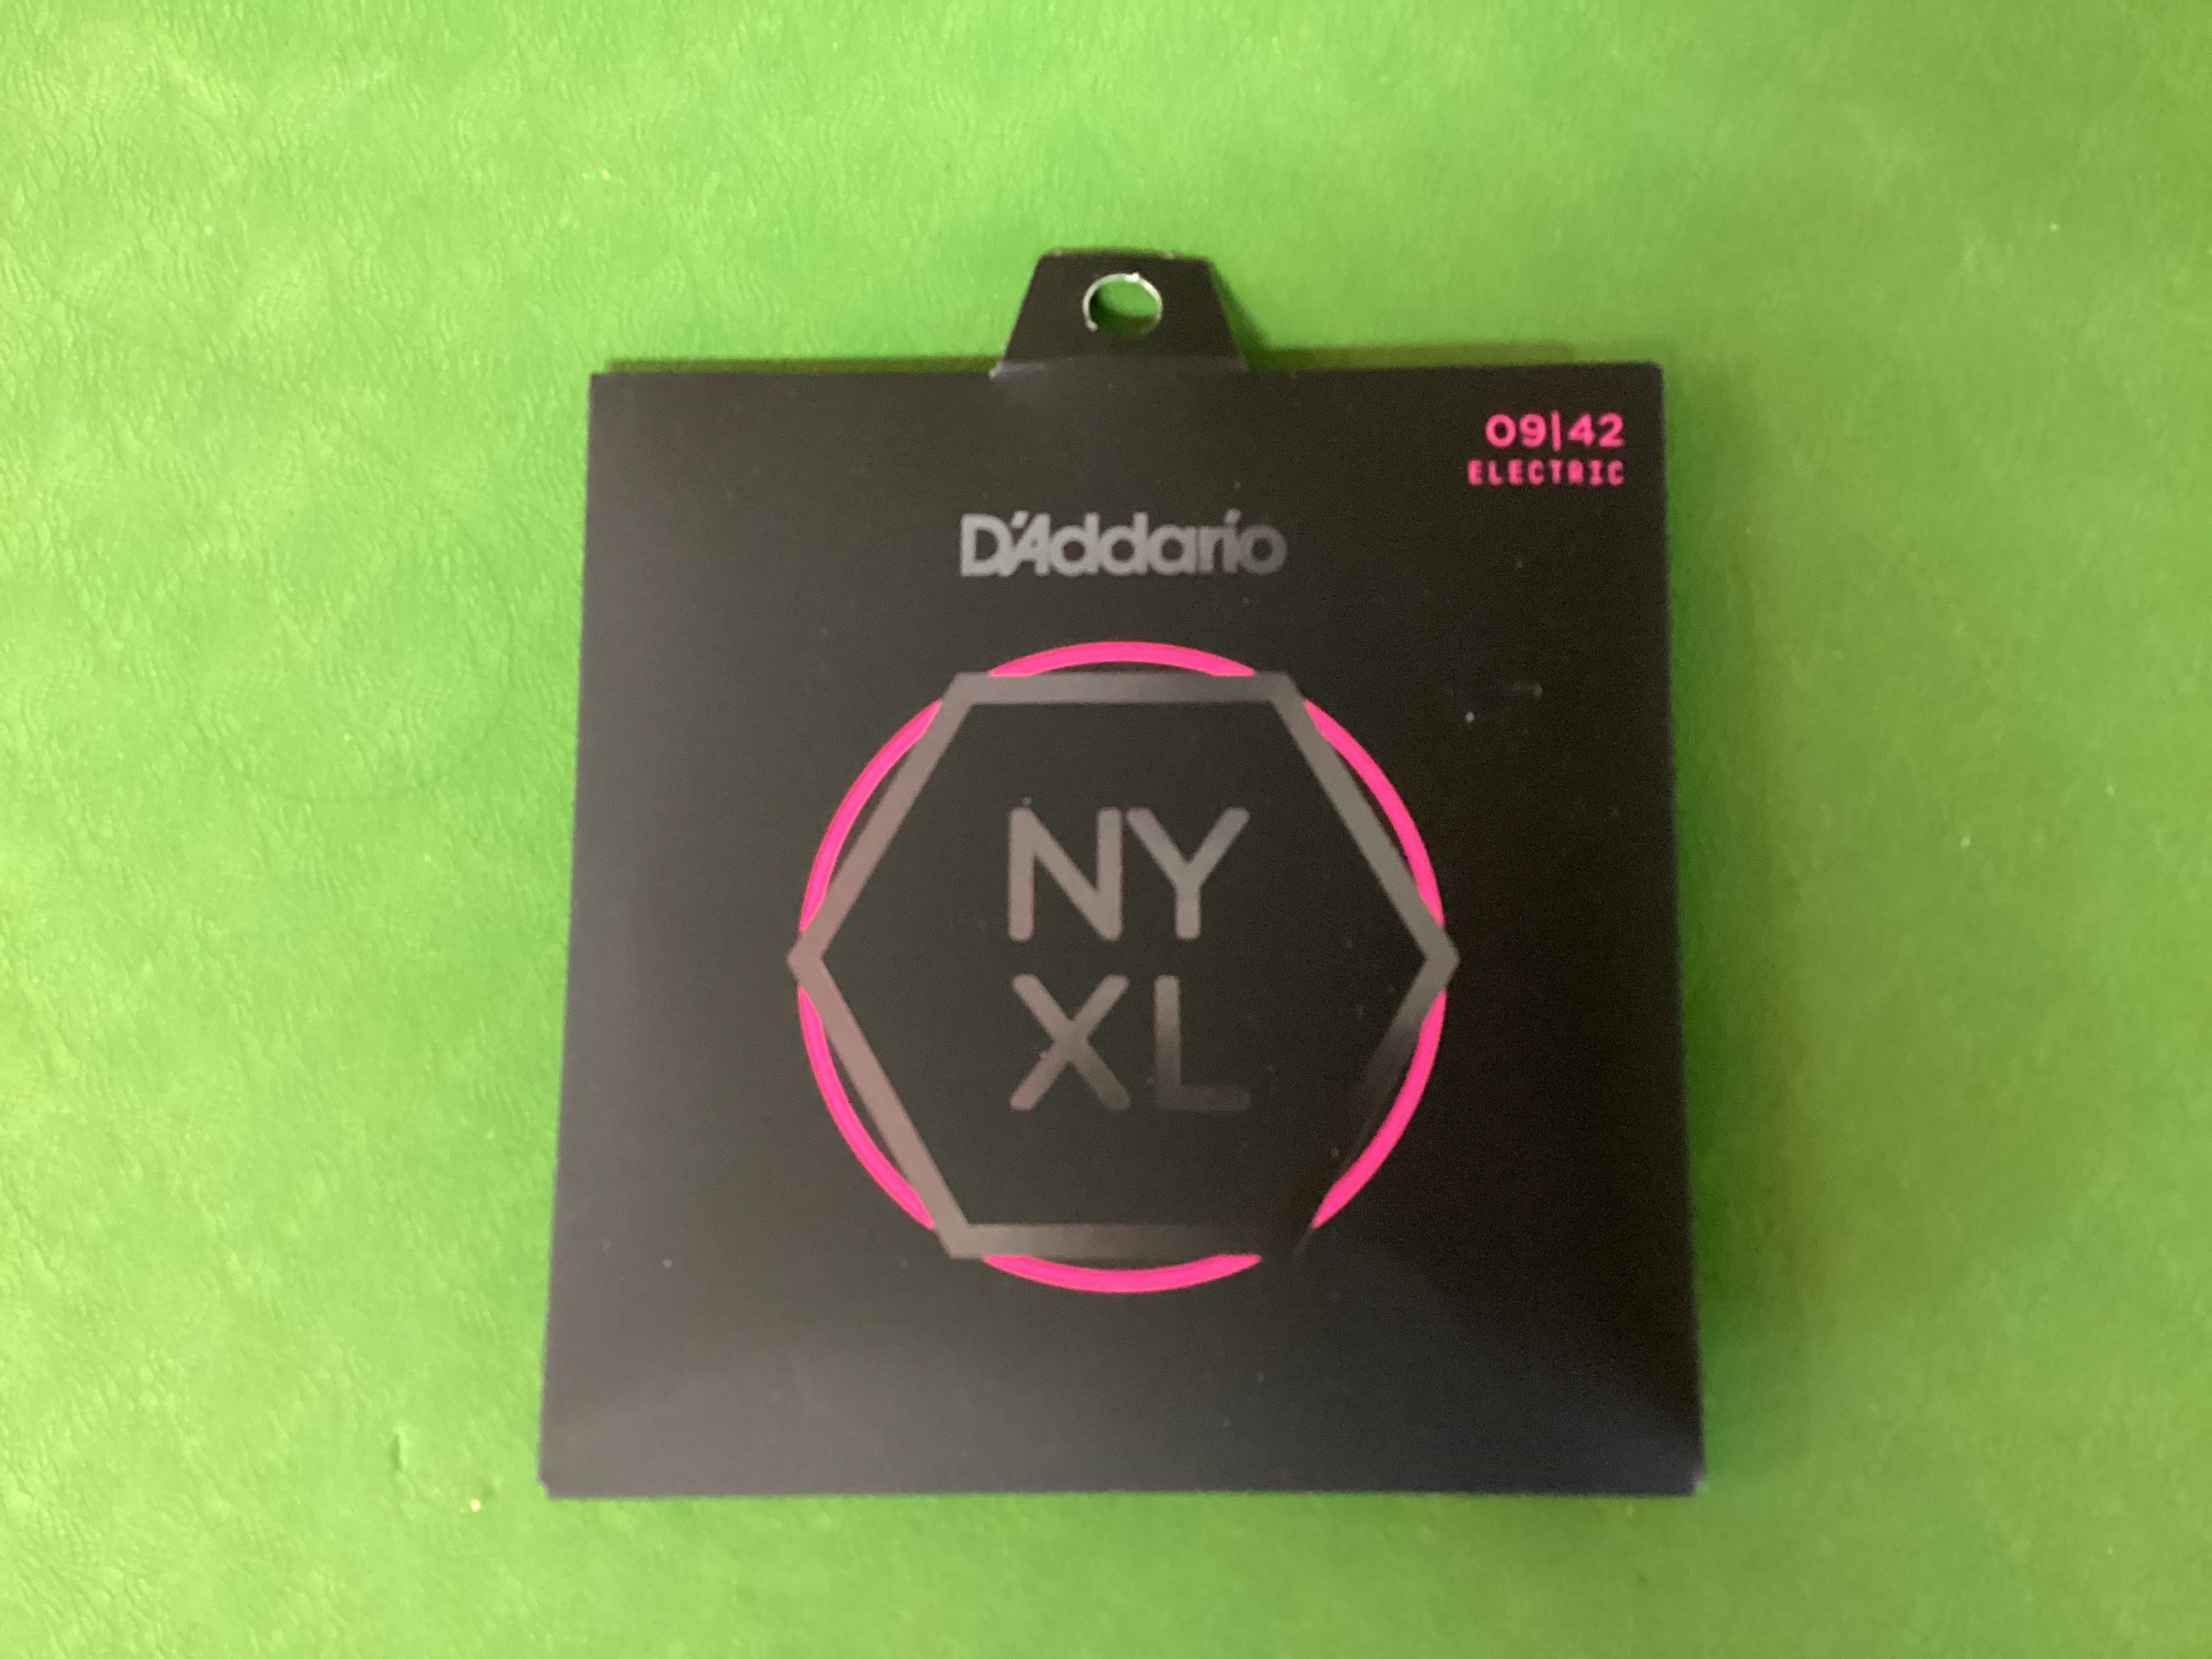 09|42
ELECTRIC
D'Addario
NY
XL